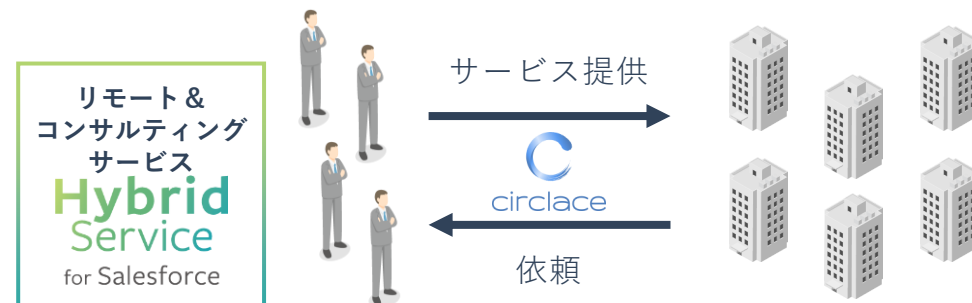 リモート＆
コンサルティング
サービス
Hybrid
Service
for Salesforce
サービス提供
circlace
依頼